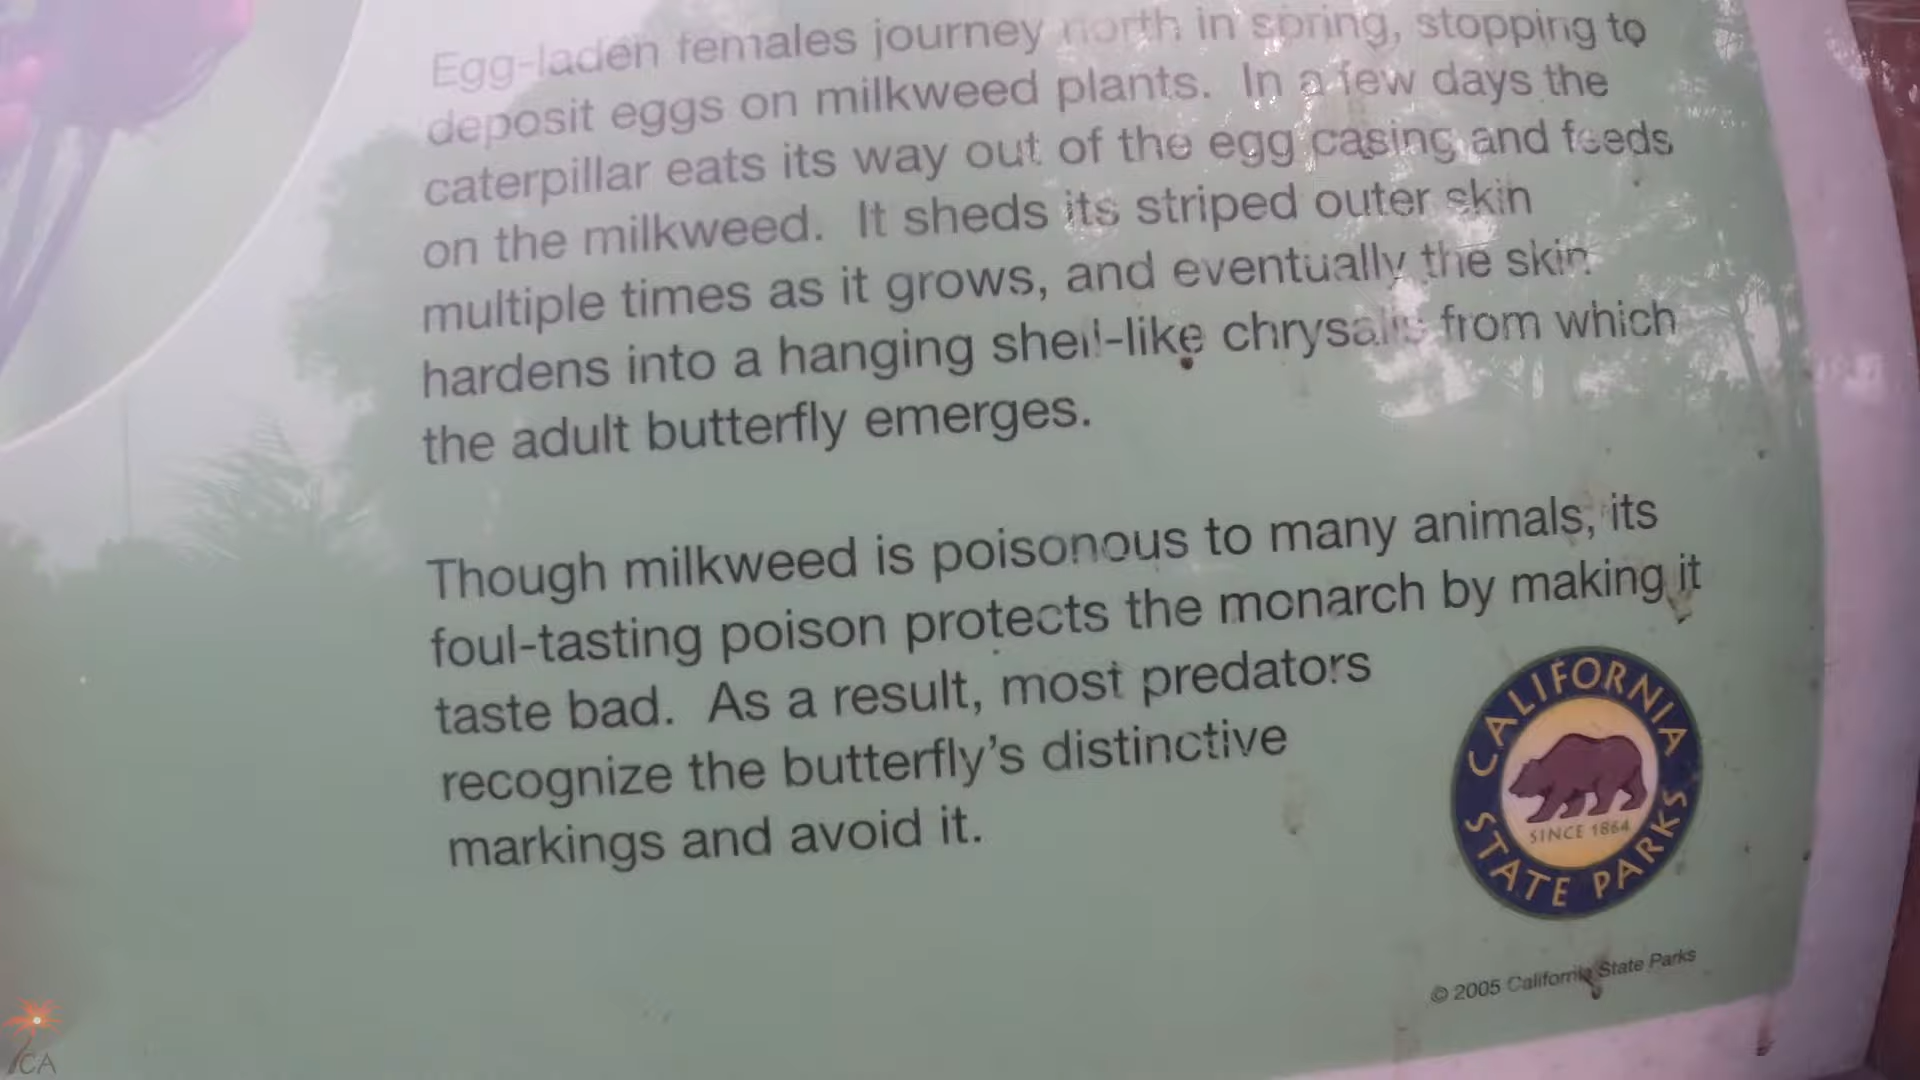 Egg-laden females journey north in spring, stopping to
deposit eggs on milkweed plants. In a few days the
caterpillar eats its way out of the egg casing and feeds
on the milkweed. It sheds its striped outer skin
multiple times as it grows, and eventually the skin
hardens into a hanging shell-like chrysalis from which
the adult butterfly emerges.
Though milkweed is poisonous to many animals, its
foul-tasting poison protects the monarch by making it
taste bad. As a result, most predators
recognize the butterfly's distinctive
markings and avoid it.
CALIFORNIA
SINCE 1864
STATE PARKS
© 2005 California State Parks
CA